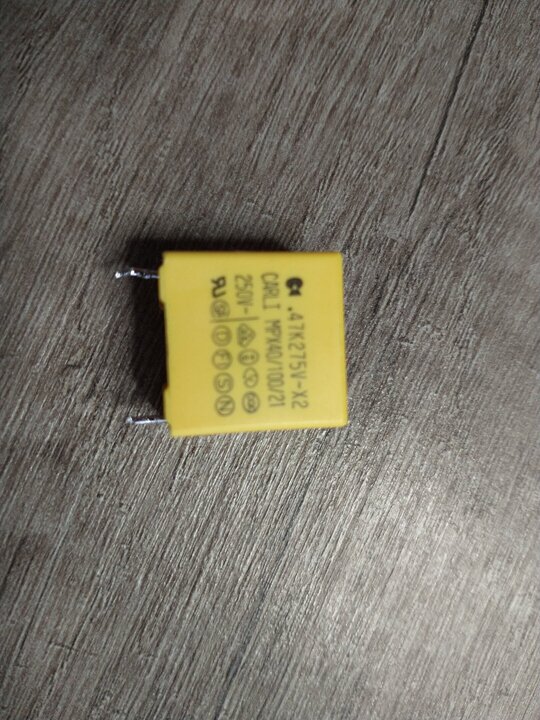 .47K275V~X2
CARLI MPX40/100/21
250V~
D F S N